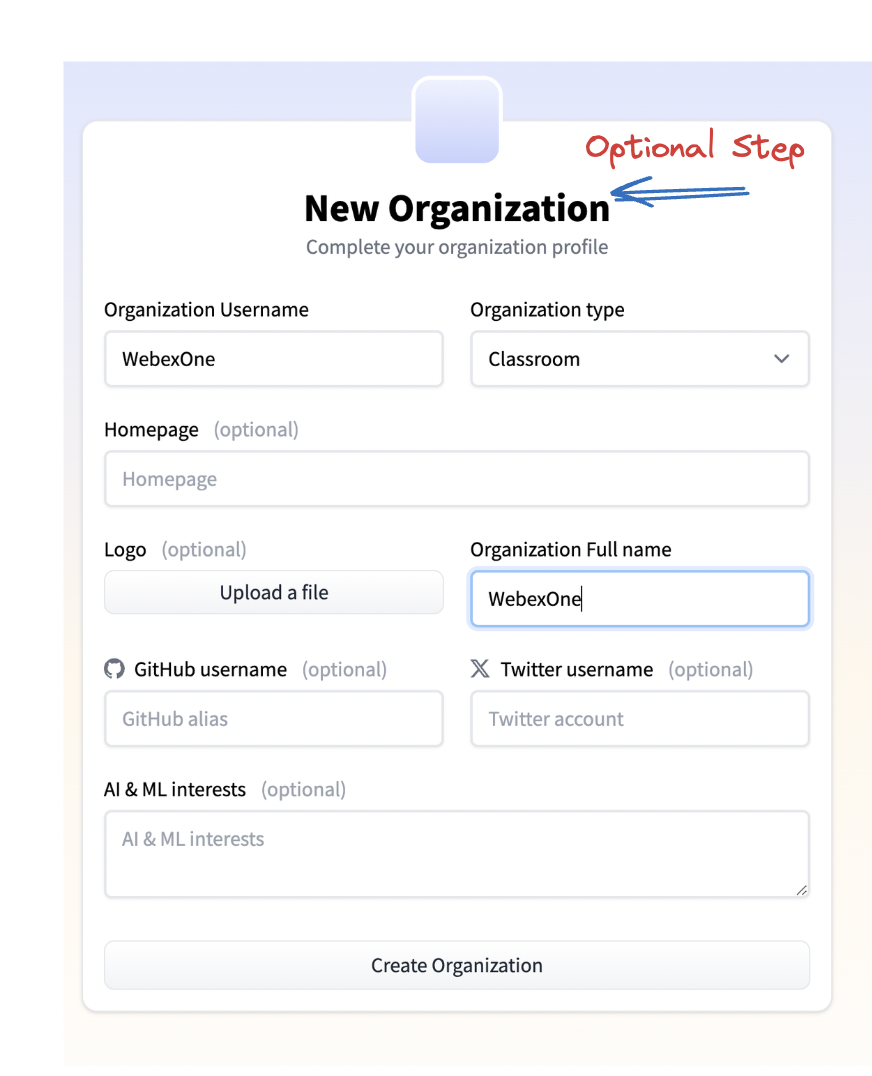 Optional Step
New Organization
Complete your organization profile
Organization Username
Organization type
WebexOne
Classroom
Homepage (optional)
Homepage
Logo (optional)
Organization Full name
Upload a file
WebexOne
GitHub username (optional)
Twitter username (optional)
GitHub alias
Twitter account
AI & ML interests (optional)
AI & ML interests
Create Organization